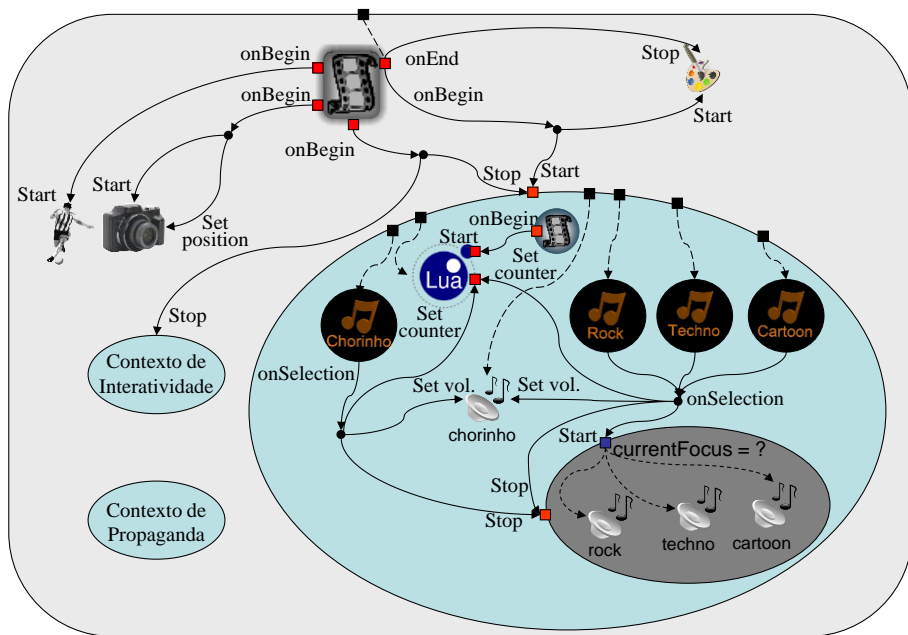 onBegin
onEnd
Stop
onBegin
onBegin
Start
onBegin
Stop
Start
Start
Start
Set
position
onBegin
Start
Set
counter
Lua
Set
counter
Stop
Chorinho
Rock
Techno
Cartoon
Contexto de
Interatividade
onSelection
Set vol.
Set vol.
onSelection
chorinho
Start
currentFocus = ?
Stop
Contexto de
Propaganda
Stop
rock
techno
cartoon